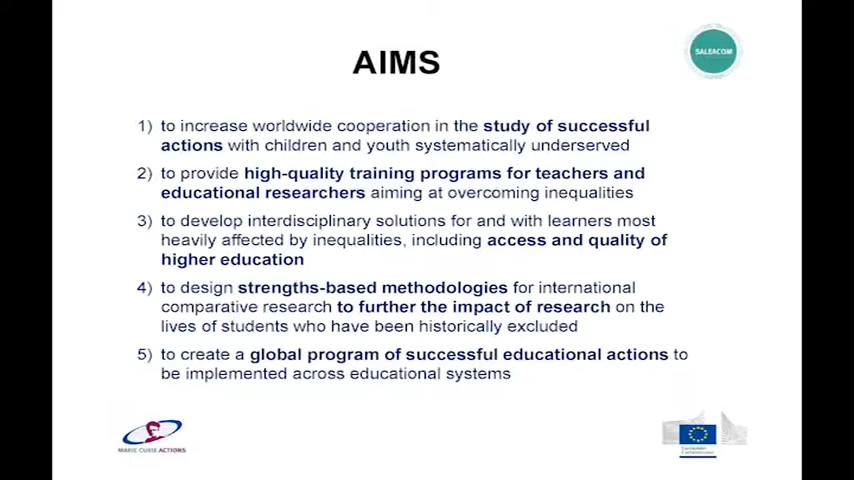 AIMS
SALEACOM
1) to increase worldwide cooperation in the study of successful
actions with children and youth systematically underserved
2) to provide high-quality training programs for teachers and
educational researchers aiming at overcoming inequalities
3) to develop interdisciplinary solutions for and with learners most
heavily affected by inequalities, including access and quality of
higher education
4) to design strengths-based methodologies for international
comparative research to further the impact of research on the
lives of students who have been historically excluded
5) to create a global program of successful educational actions to
be implemented across educational systems
MARIE CURIE ACTIONS
European
Commission